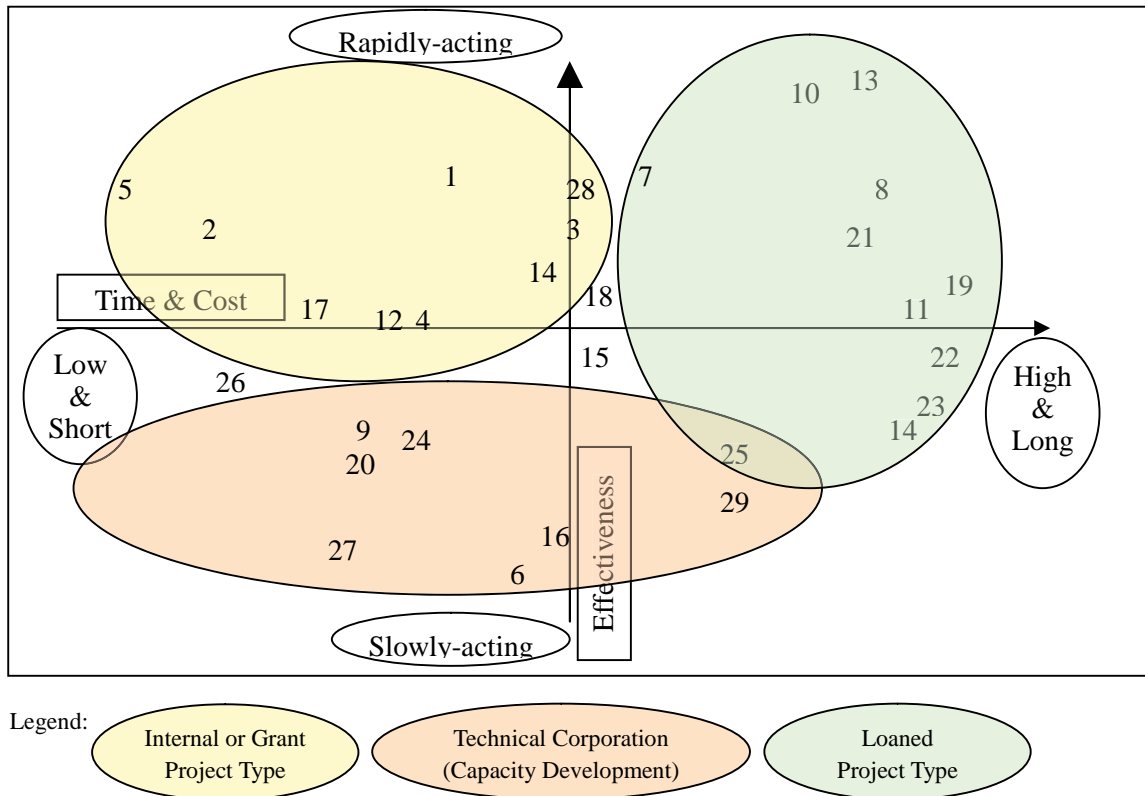 Rapidly-acting
10 13
5 1 28 7 8
2 3 21
14 19
Time & Cost 17 12 4 18 11
Low
&
Short
26 15 22
High
&
Long
9 24 23
14
20 25
29
27 16
6
Effectiveness
Slowly-acting
Legend:
Internal or Grant
Project Type
Technical Corporation
(Capacity Development)
Loaned
Project Type